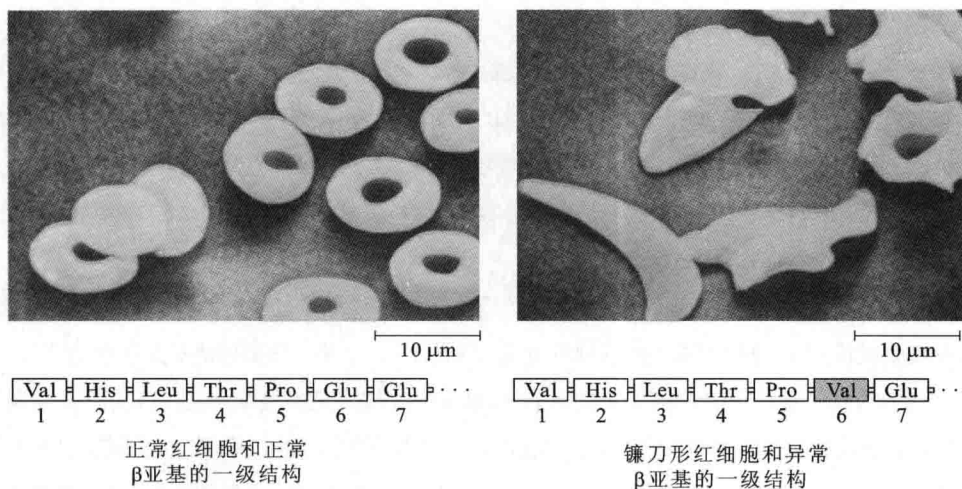 10 μm
Val His Leu Thr Pro Glu Glu ···
1 2 3 4 5 6 7
正常红细胞和正常
β亚基的一级结构
10 μm
Val His Leu Thr Pro Val Glu ···
1 2 3 4 5 6 7
镰刀形红细胞和异常
β亚基的一级结构